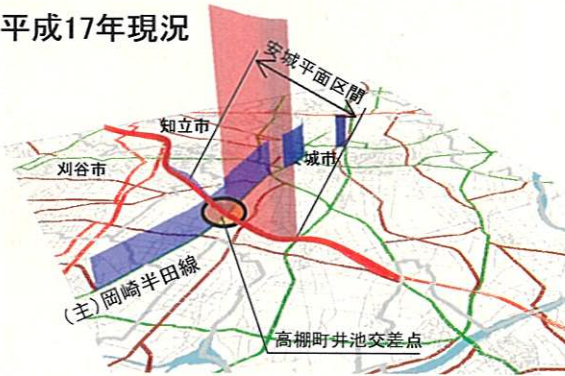 平成17年現況
安城平面区間
知立市
城市
刈谷市
(主)岡崎半田線
高棚町井池交差点